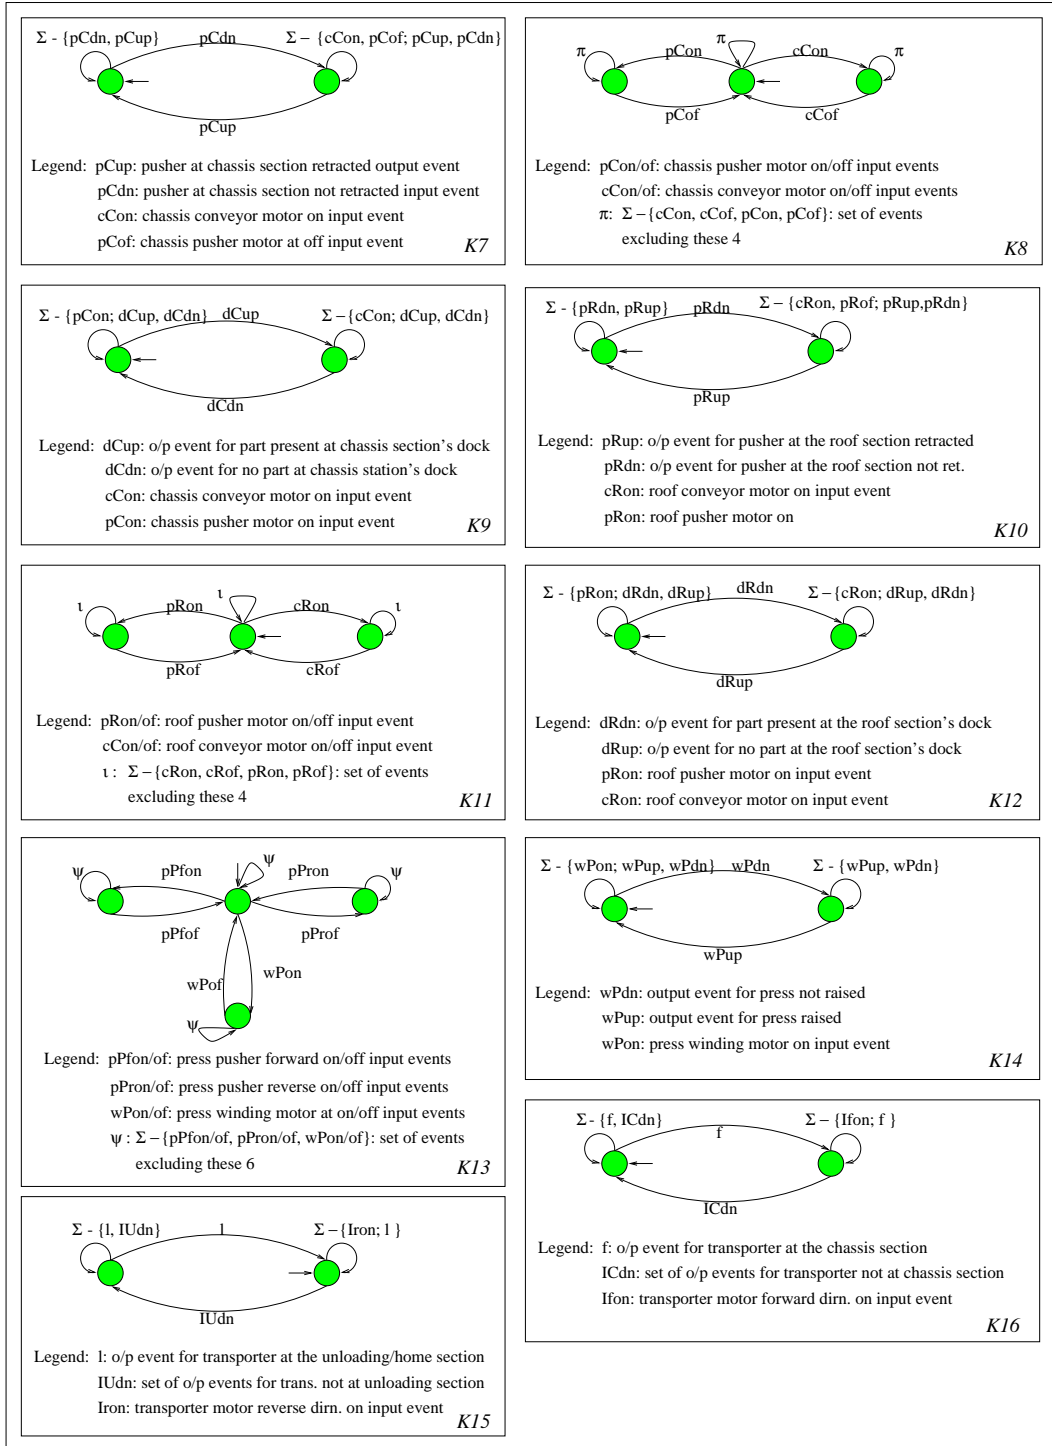 Σ - {pCdn, pCup} pCdn Σ – {cCon, pCof; pCup, pCdn}
pCup
Legend: pCup: pusher at chassis section retracted output event
pCdn: pusher at chassis section not retracted input event
cCon: chassis conveyor motor on input event
pCof: chassis pusher motor at off input event
K7
π pCon π cCon π
pCof cCof
Legend: pCon/of: chassis pusher motor on/off input events
cCon/of: chassis conveyor motor on/off input events
π: Σ – {cCon, cCof, pCon, pCof}: set of events
excluding these 4
K8
Σ - {pCon; dCup, dCdn} dCup Σ – {cCon; dCup, dCdn}
dCdn
Legend: dCup: o/p event for part present at chassis section's dock
dCdn: o/p event for no part at chassis station's dock
cCon: chassis conveyor motor on input event
pCon: chassis pusher motor on input event
K9
Σ - {pRdn, pRup} pRdn Σ – {cRon, pRof; pRup,pRdn}
pRup
Legend: pRup: o/p event for pusher at the roof section retracted
pRdn: o/p event for pusher at the roof section not ret.
cRon: roof conveyor motor on input event
pRon: roof pusher motor on
K10
ι pRon ι cRon ι
pRof cRof
Legend: pRon/of: roof pusher motor on/off input event
cCon/of: roof conveyor motor on/off input event
ι : Σ – {cRon, cRof, pRon, pRof}: set of events
excluding these 4
K11
Σ - {pRon; dRdn, dRup} dRdn Σ – {cRon; dRup, dRdn}
dRup
Legend: dRdn: o/p event for part present at the roof section's dock
dRup: o/p event for no part at the roof section's dock
pRon: roof pusher motor on input event
cRon: roof conveyor motor on input event
K12
ψ pPfon ψ pPron ψ
pPfof pProf
wPof wPon
ψ
Legend: pPfon/of: press pusher forward on/off input events
pPron/of: press pusher reverse on/off input events
wPon/of: press winding motor at on/off input events
ψ : Σ – {pPfon/of, pPron/of, wPon/of}: set of events
excluding these 6
K13
Σ - {wPon; wPup, wPdn} wPdn Σ - {wPup, wPdn}
wPup
Legend: wPdn: output event for press not raised
wPup: output event for press raised
wPon: press winding motor on input event
K14
Σ - {l, IUdn} l Σ – {Iron; l }
IUdn
Legend: l: o/p event for transporter at the unloading/home section
IUdn: set of o/p events for trans. not at unloading section
Iron: transporter motor reverse dirn. on input event
K15
Σ - {f, ICdn} f Σ – {Ifon; f }
ICdn
Legend: f: o/p event for transporter at the chassis section
ICdn: set of o/p events for transporter not at chassis section
Ifon: transporter motor forward dirn. on input event
K16